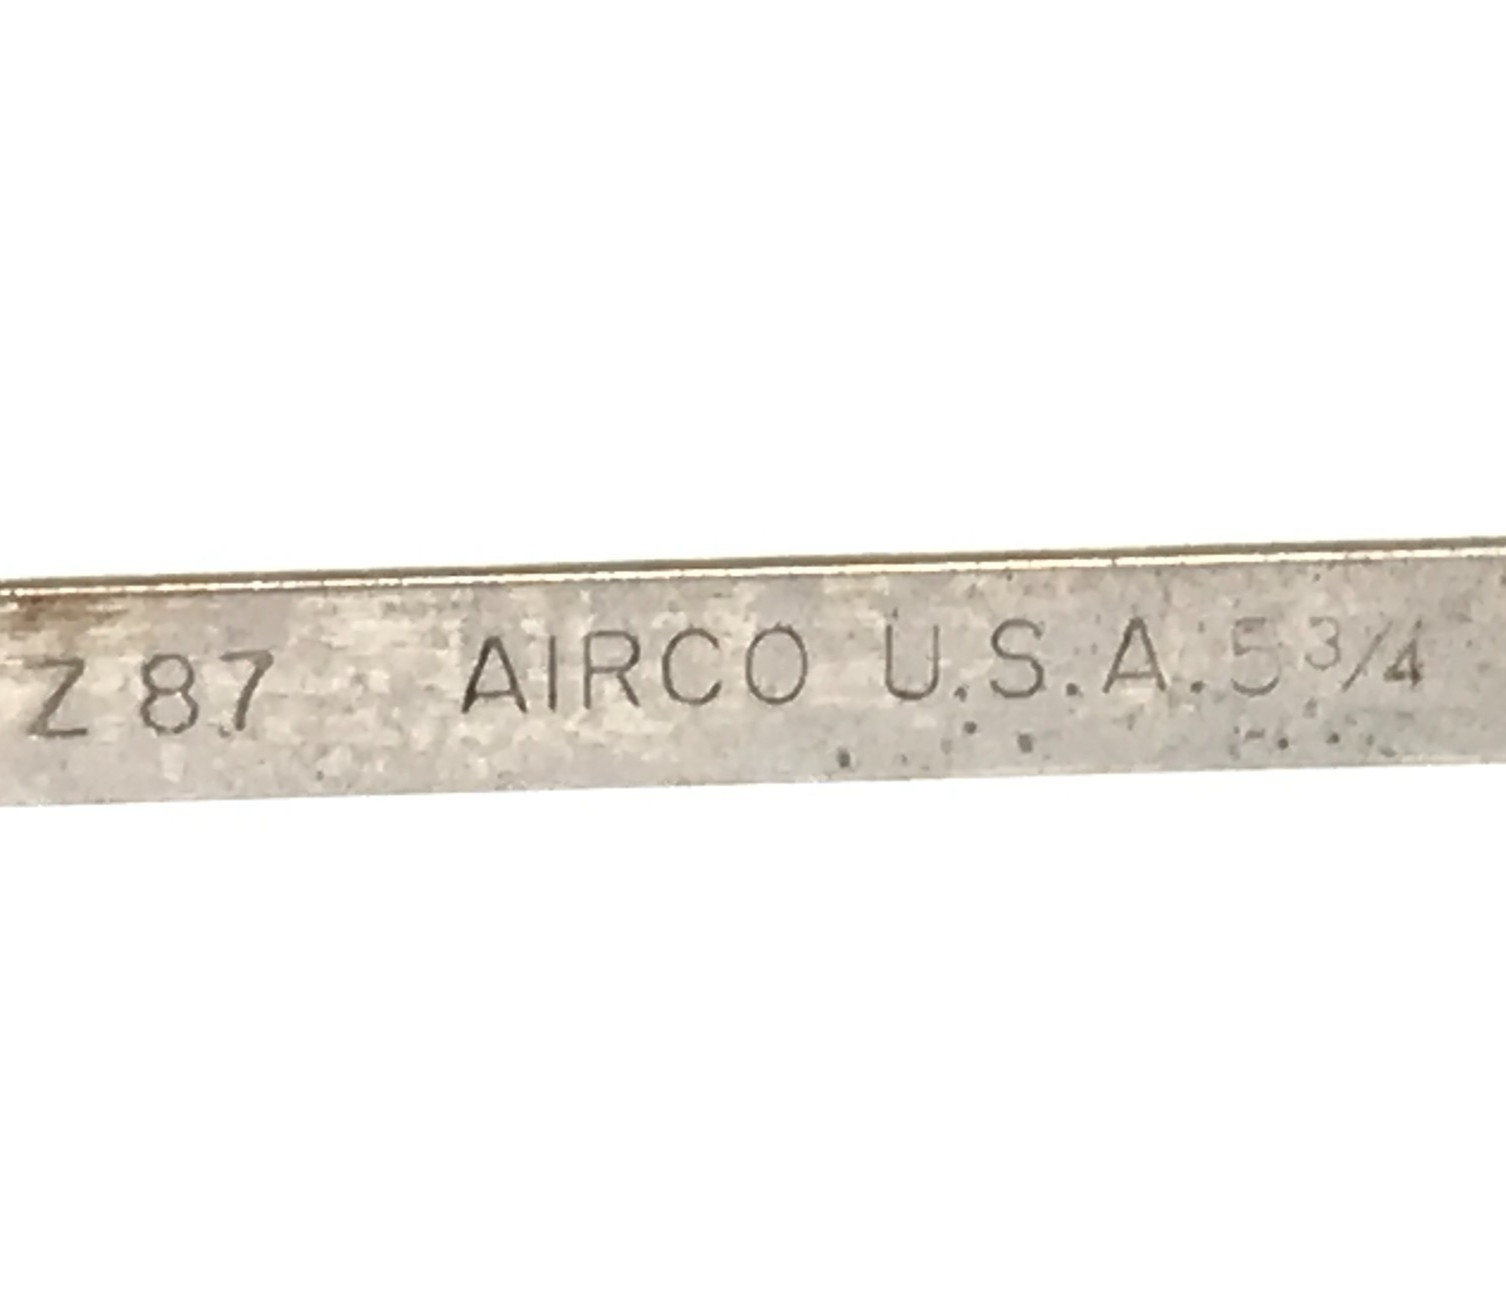 Z 87 AIRCO U.S.A. 5 3/4